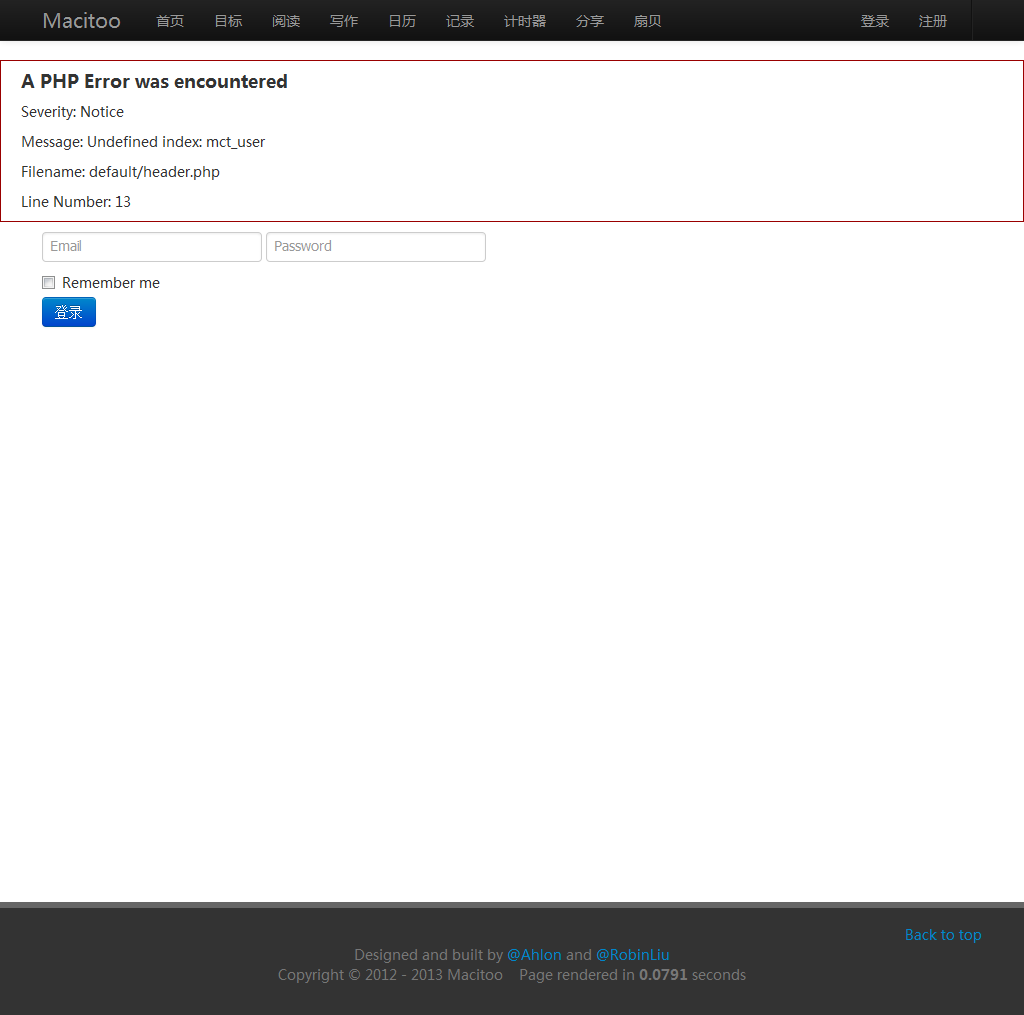 Macitoo 首页 目标 阅读 写作 日历 记录 计时器 分享 扇贝 登录 注册
A PHP Error was encountered
Severity: Notice
Message: Undefined index: mct_user
Filename: default/header.php
Line Number: 13
Email Password
Remember me
登录
Back to top
Designed and built by @Ahlon and @RobinLiu
Copyright © 2012 - 2013 Macitoo Page rendered in 0.0791 seconds